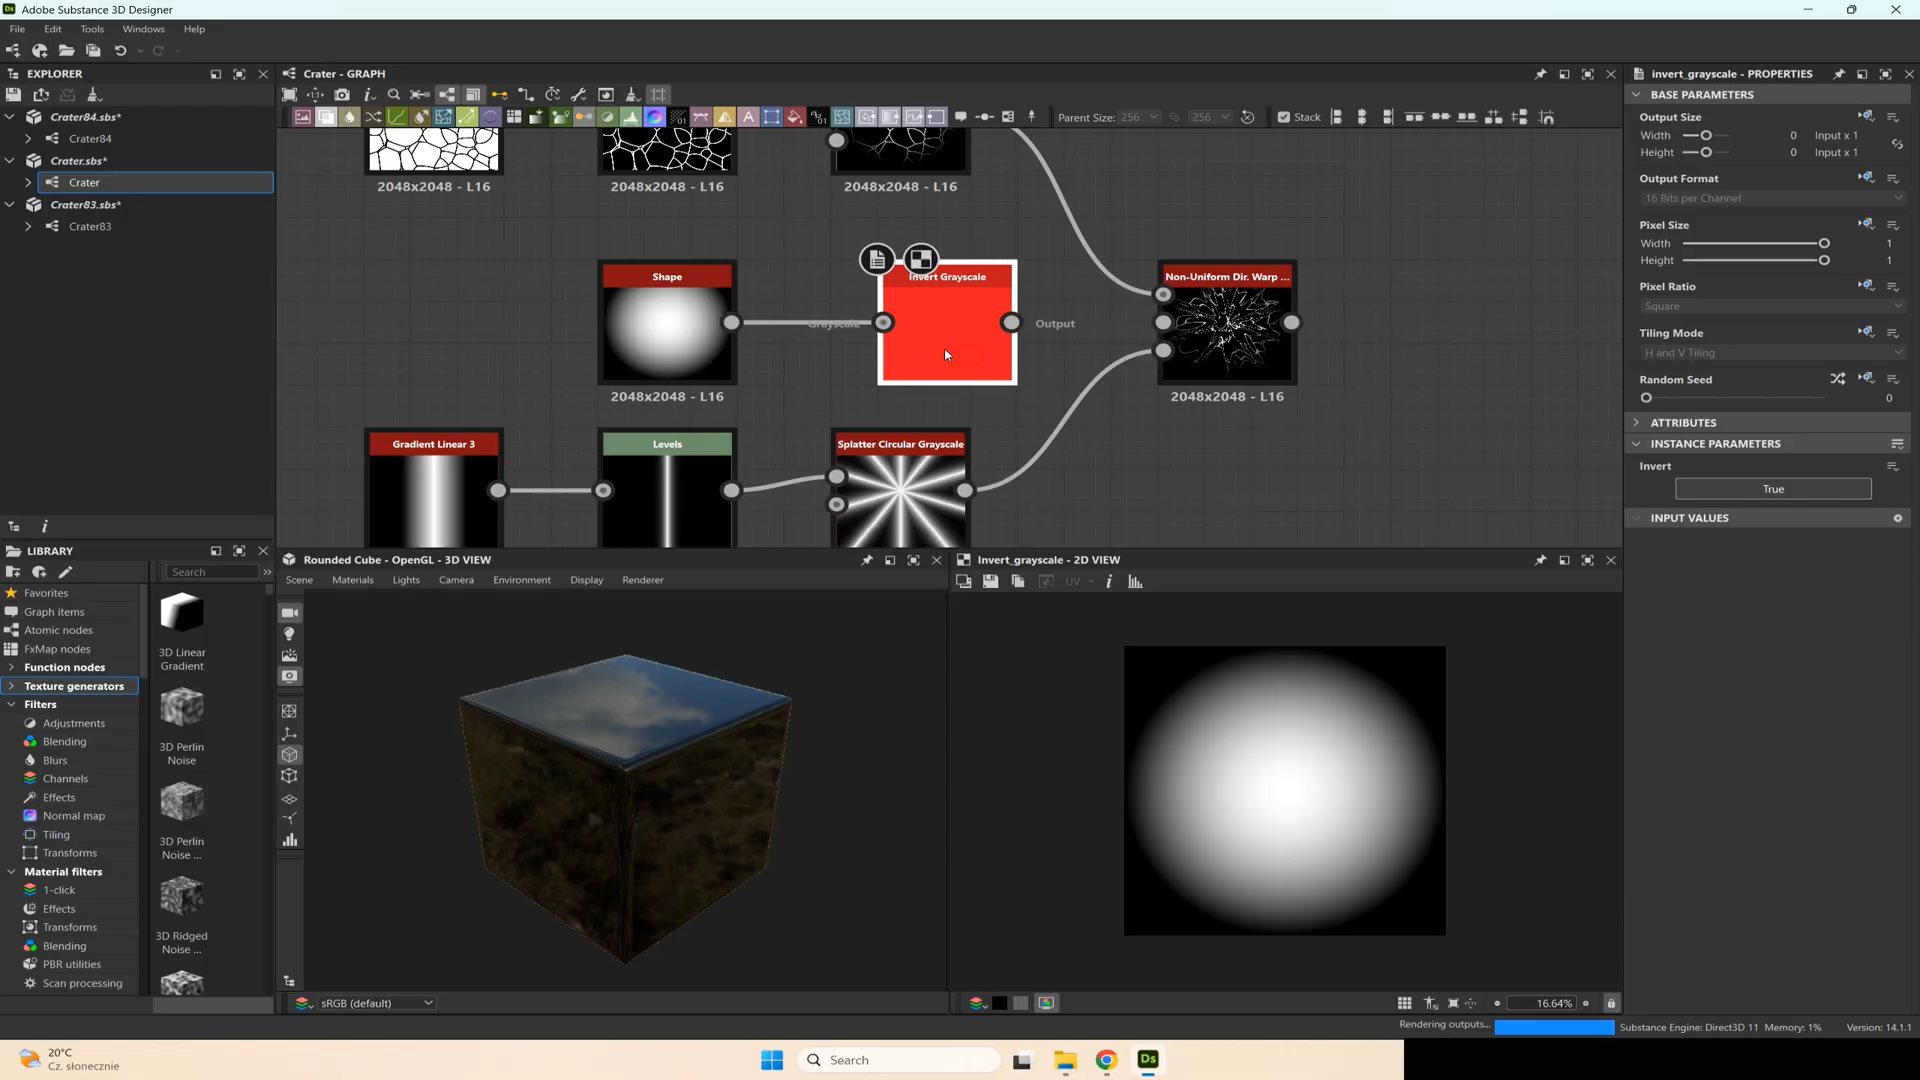 Adobe Substance 3D Designer
File Edit Tools Windows Help
EXPLORER
Crater84.sbs*
Crater84
Crater.sbs*
Crater
Crater83.sbs*
Crater83
Crater - GRAPH
Parent Size: 256 256 Stack
2048x2048 - L16 2048x2048 - L16 2048x2048 - L16
Shape
2048x2048 - L16
Invert Grayscale
Grayscale
Output
Non-Uniform Dir. Warp ...
2048x2048 - L16
Gradient Linear 3
Levels
Splatter Circular Grayscale
invert_grayscale - PROPERTIES
BASE PARAMETERS
Output Size
Width 0 Input x 1
Height 0 Input x 1
Output Format
16 Bits per Channel
Pixel Size
Width 1
Height 1
Pixel Ratio
Square
Tiling Mode
H and V Tiling
Random Seed
0
ATTRIBUTES
INSTANCE PARAMETERS
Invert
True
INPUT VALUES
LIBRARY
Search
Favorites
Graph items
Atomic nodes
FxMap nodes
Function nodes
Texture generators
Filters
Adjustments
Blending
Blurs
Channels
Effects
Normal map
Tiling
Transforms
Material filters
1-click
Effects
Transforms
Blending
PBR utilities
Scan processing
3D Linear
Gradient
3D Perlin
Noise
3D Perlin
Noise ...
3D Ridged
Noise ...
Rounded Cube - OpenGL - 3D VIEW
Scene Materials Lights Camera Environment Display Renderer
sRGB (default)
Invert_grayscale - 2D VIEW
UV
16.64%
Rendering outputs...
Substance Engine: Direct3D 11 Memory: 1% Version: 14.1.1
20°C
Cz. słonecznie
Search
Ds